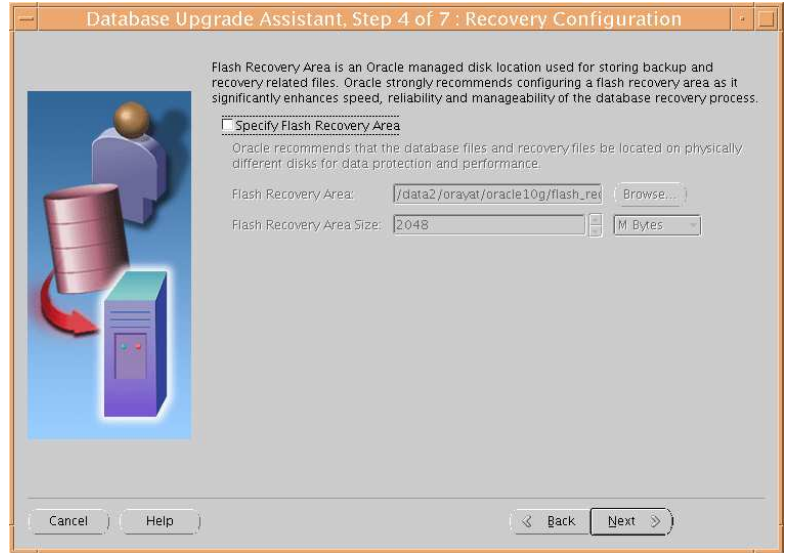 Database Upgrade Assistant, Step 4 of 7 : Recovery Configuration
Flash Recovery Area is an Oracle managed disk location used for storing backup and
recovery related files. Oracle strongly recommends configuring a flash recovery area as it
significantly enhances speed, reliability and manageability of the database recovery process.
Specify Flash Recovery Area
Oracle recommends that the database files and recovery files be located on physically
different disks for data protection and performance.
Flash Recovery Area: /data2/orayat/oracle10g/flash_rec Browse...
Flash Recovery Area Size: 2048 M Bytes
Cancel Help Back Next